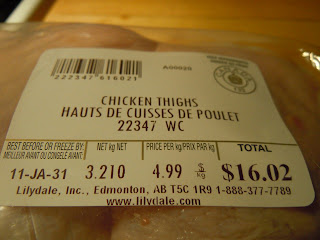 222347 616021
A00020
CHICKEN THIGHS
HAUTS DE CUISSES DE POULET
22347 WC
BEST BEFORE OR FREEZE BY: NET kg NET PRICE PER kg/PRIX PAR kg TOTAL
MEILLEUR AVANT OU CONGELÉ AVANT
11-JA-31 3.210 4.99 $/kg $16.02
Lilydale, Inc., Edmonton, AB T5C 1R9 1-888-377-7789
www.lilydale.com